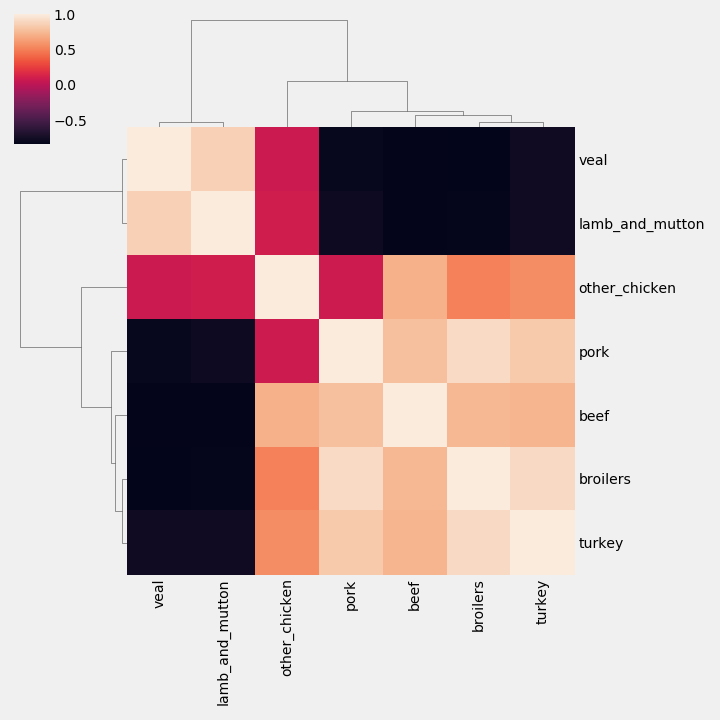 1.0
0.5
0.0
−0.5
veal
lamb_and_mutton
other_chicken
pork
beef
broilers
turkey
veal
lamb_and_mutton
other_chicken
pork
beef
broilers
turkey